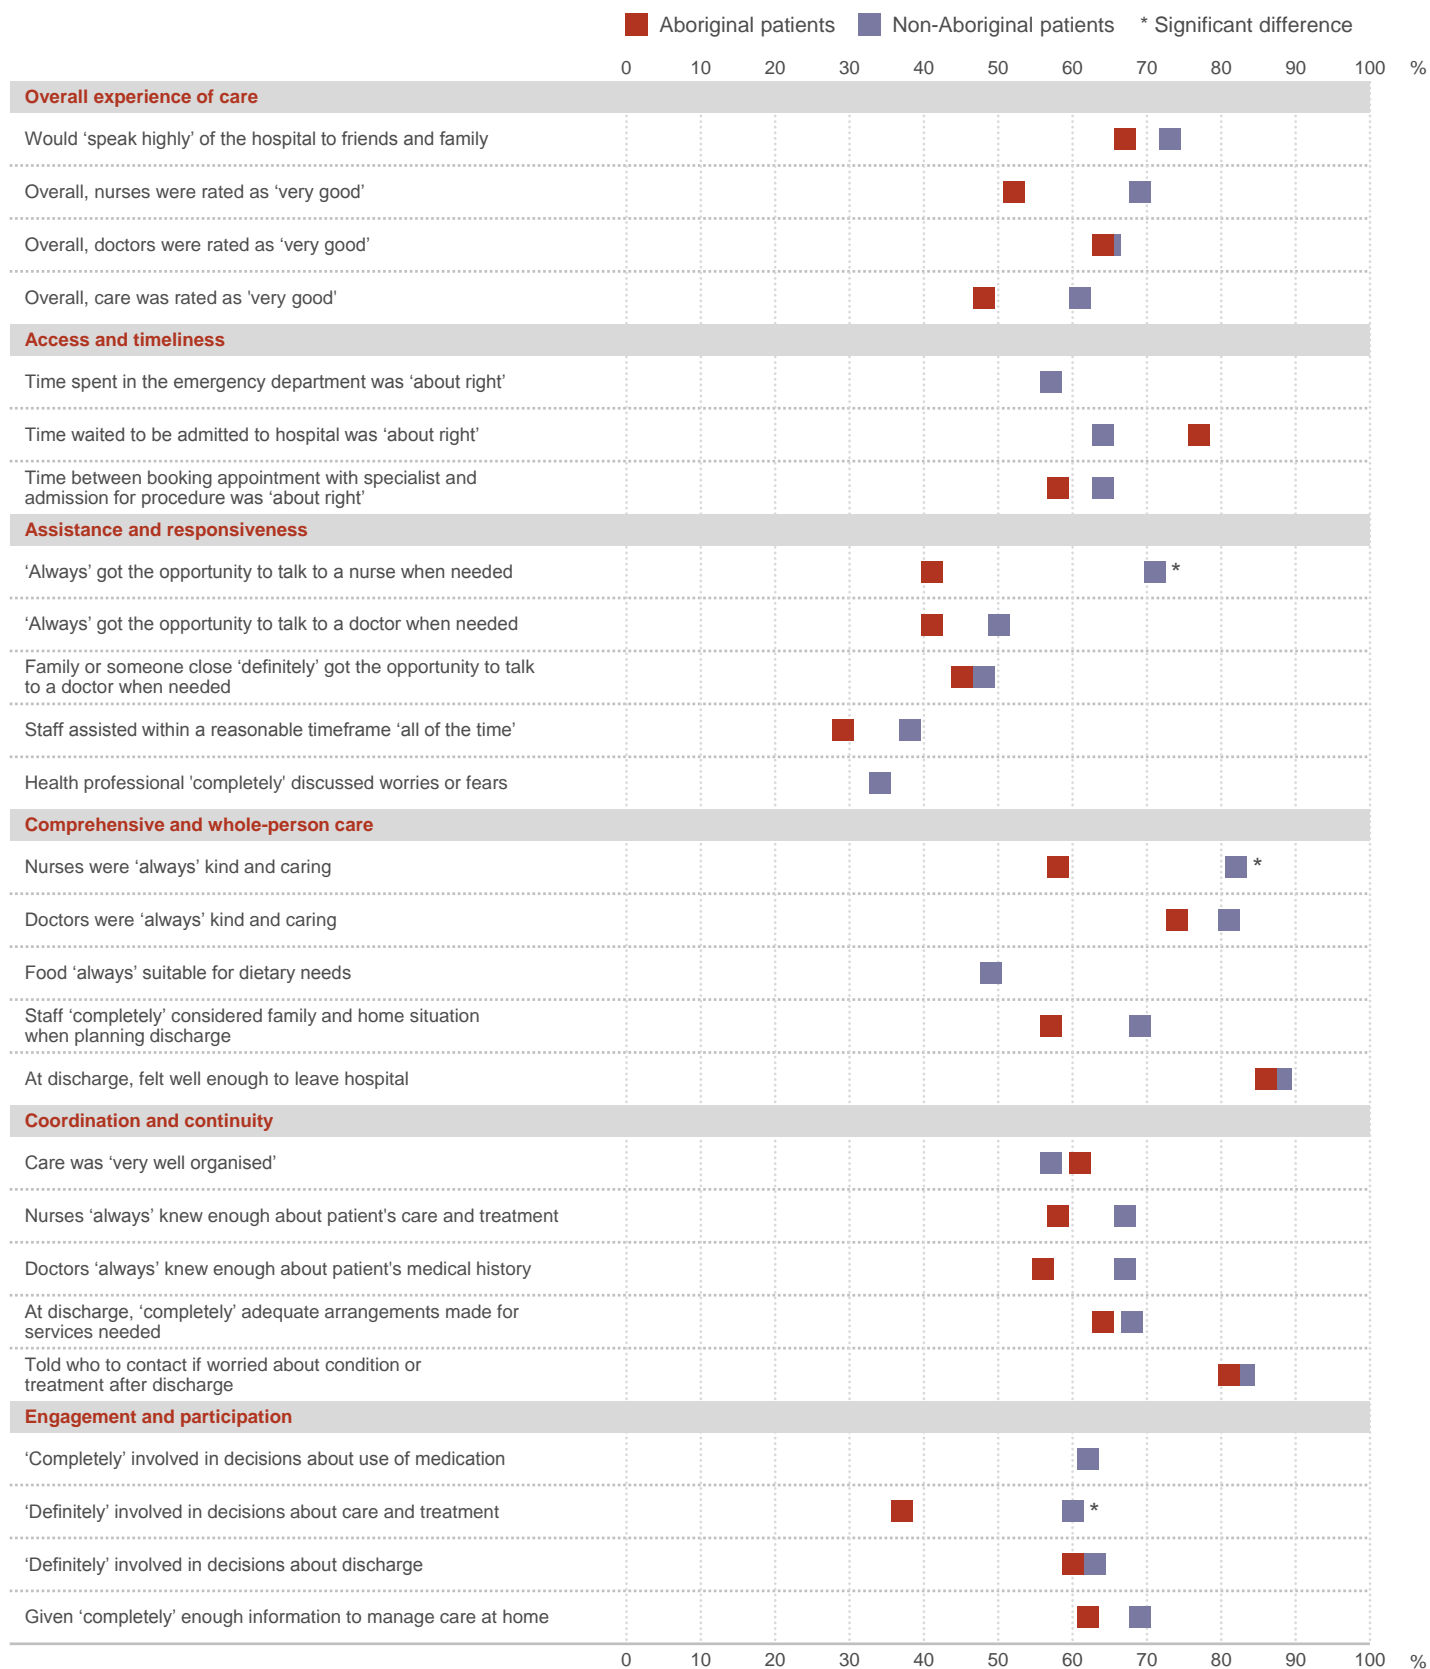 Aboriginal patients Non-Aboriginal patients * Significant difference
0 10 20 30 40 50 60 70 80 90 100 %
Overall experience of care
Would ‘speak highly’ of the hospital to friends and family
Overall, nurses were rated as ‘very good’
Overall, doctors were rated as ‘very good’
Overall, care was rated as 'very good'
Access and timeliness
Time spent in the emergency department was ‘about right’
Time waited to be admitted to hospital was ‘about right’
Time between booking appointment with specialist and
admission for procedure was ‘about right’
Assistance and responsiveness
‘Always’ got the opportunity to talk to a nurse when needed *
‘Always’ got the opportunity to talk to a doctor when needed
Family or someone close ‘definitely’ got the opportunity to talk
to a doctor when needed
Staff assisted within a reasonable timeframe ‘all of the time’
Health professional 'completely' discussed worries or fears
Comprehensive and whole-person care
Nurses were ‘always’ kind and caring *
Doctors were ‘always’ kind and caring
Food ‘always’ suitable for dietary needs
Staff ‘completely’ considered family and home situation
when planning discharge
At discharge, felt well enough to leave hospital
Coordination and continuity
Care was ‘very well organised’
Nurses ‘always’ knew enough about patient's care and treatment
Doctors ‘always’ knew enough about patient's medical history
At discharge, ‘completely’ adequate arrangements made for
services needed
Told who to contact if worried about condition or
treatment after discharge
Engagement and participation
‘Completely’ involved in decisions about use of medication
‘Definitely’ involved in decisions about care and treatment *
‘Definitely’ involved in decisions about discharge
Given ‘completely’ enough information to manage care at home
0 10 20 30 40 50 60 70 80 90 100 %